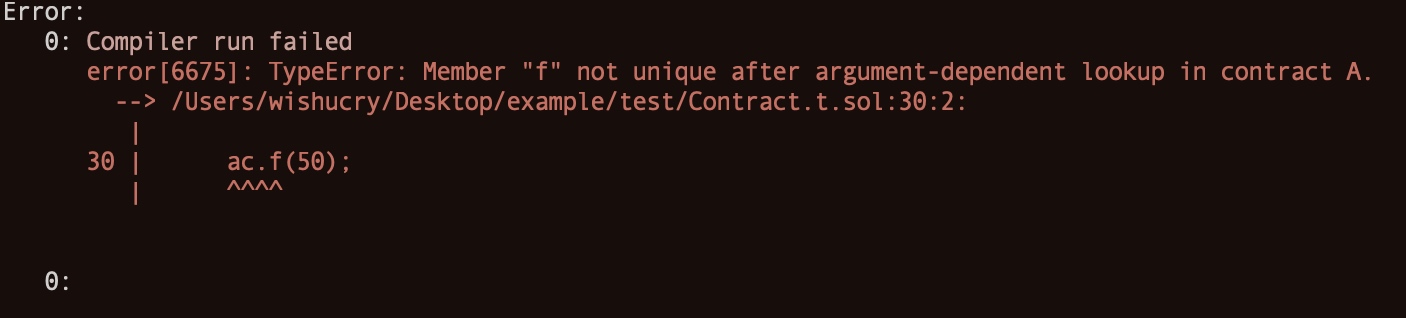 Error:
0: Compiler run failed
error[6675]: TypeError: Member "f" not unique after argument-dependent lookup in contract A.
--> /Users/wishucry/Desktop/example/test/Contract.t.sol:30:2:
|
30 | ac.f(50);
| ^^^^
0: